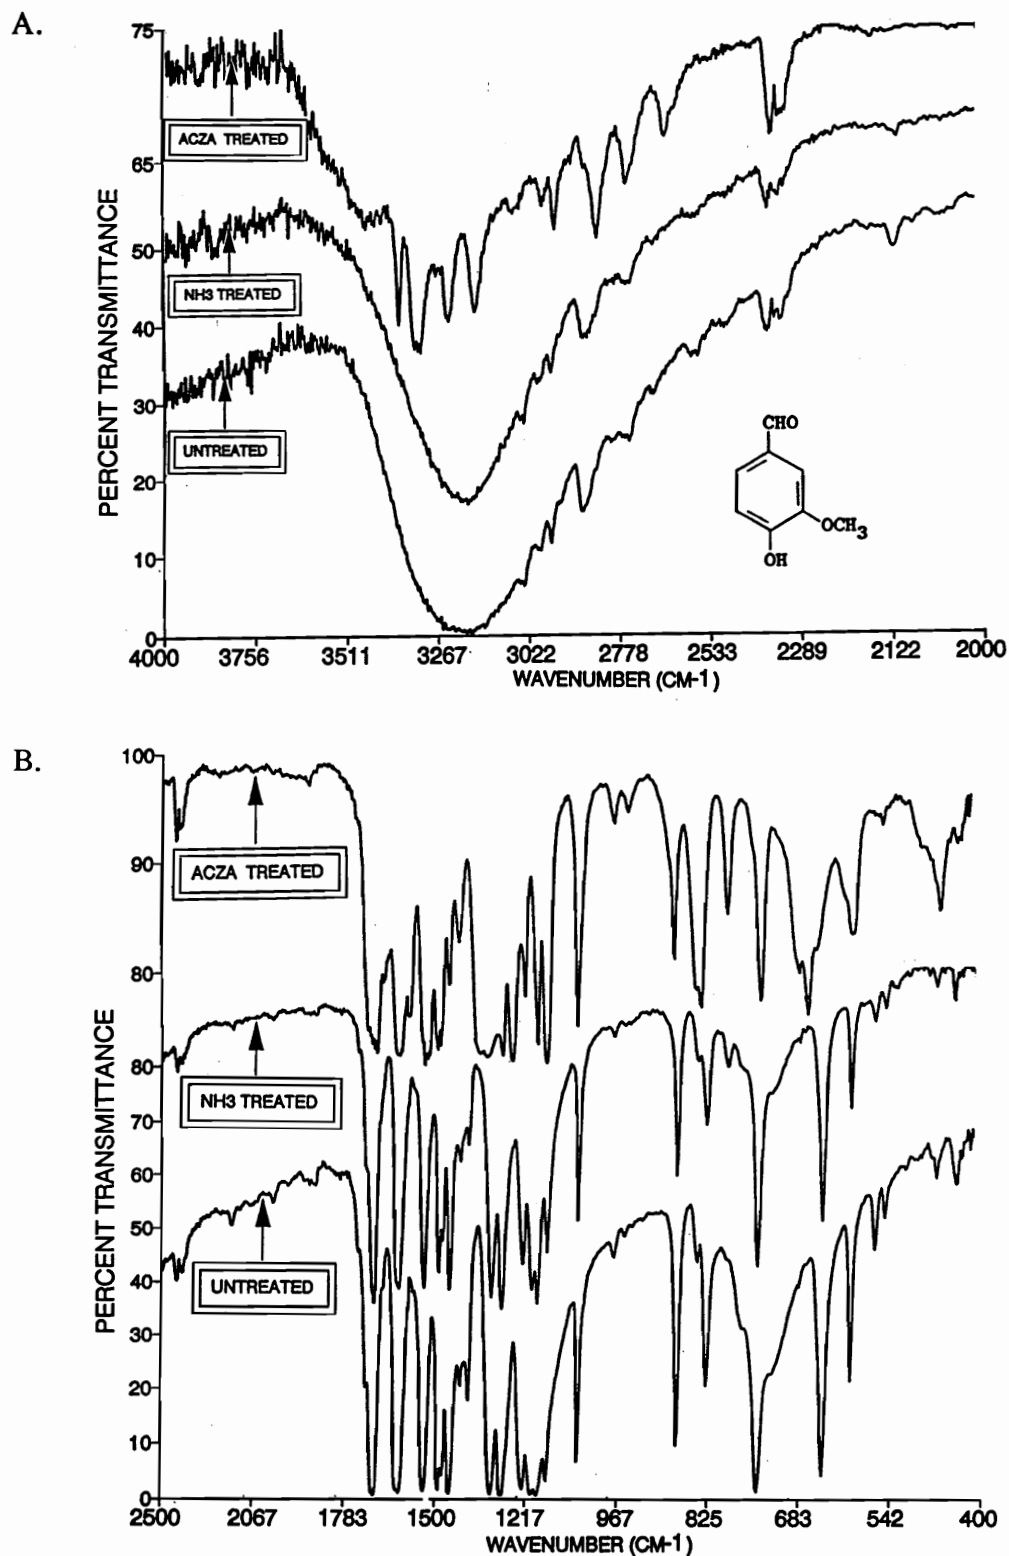 A.
75
65
50
40
30
20
10
0
PERCENT TRANSMITTANCE
ACZA TREATED
NH3 TREATED
UNTREATED
CHO
OCH3
OH
4000 3756 3511 3267 3022 2778 2533 2289 2122 2000
WAVENUMBER (CM-1)
B.
100
90
80
80
70
60
50
40
30
20
10
0
PERCENT TRANSMITTANCE
ACZA TREATED
NH3 TREATED
UNTREATED
2500 2067 1783 1500 1217 967 825 683 542 400
WAVENUMBER (CM-1)